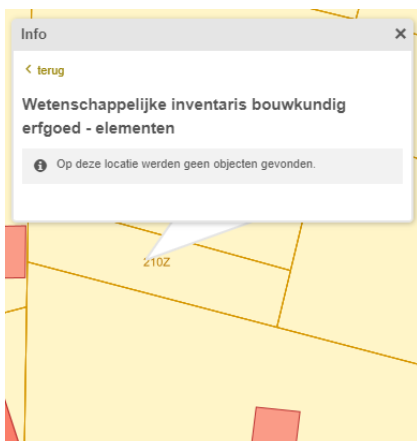 Info
terug
Wetenschappelijke inventaris bouwkundig
erfgoed - elementen
Op deze locatie werden geen objecten gevonden.
210Z